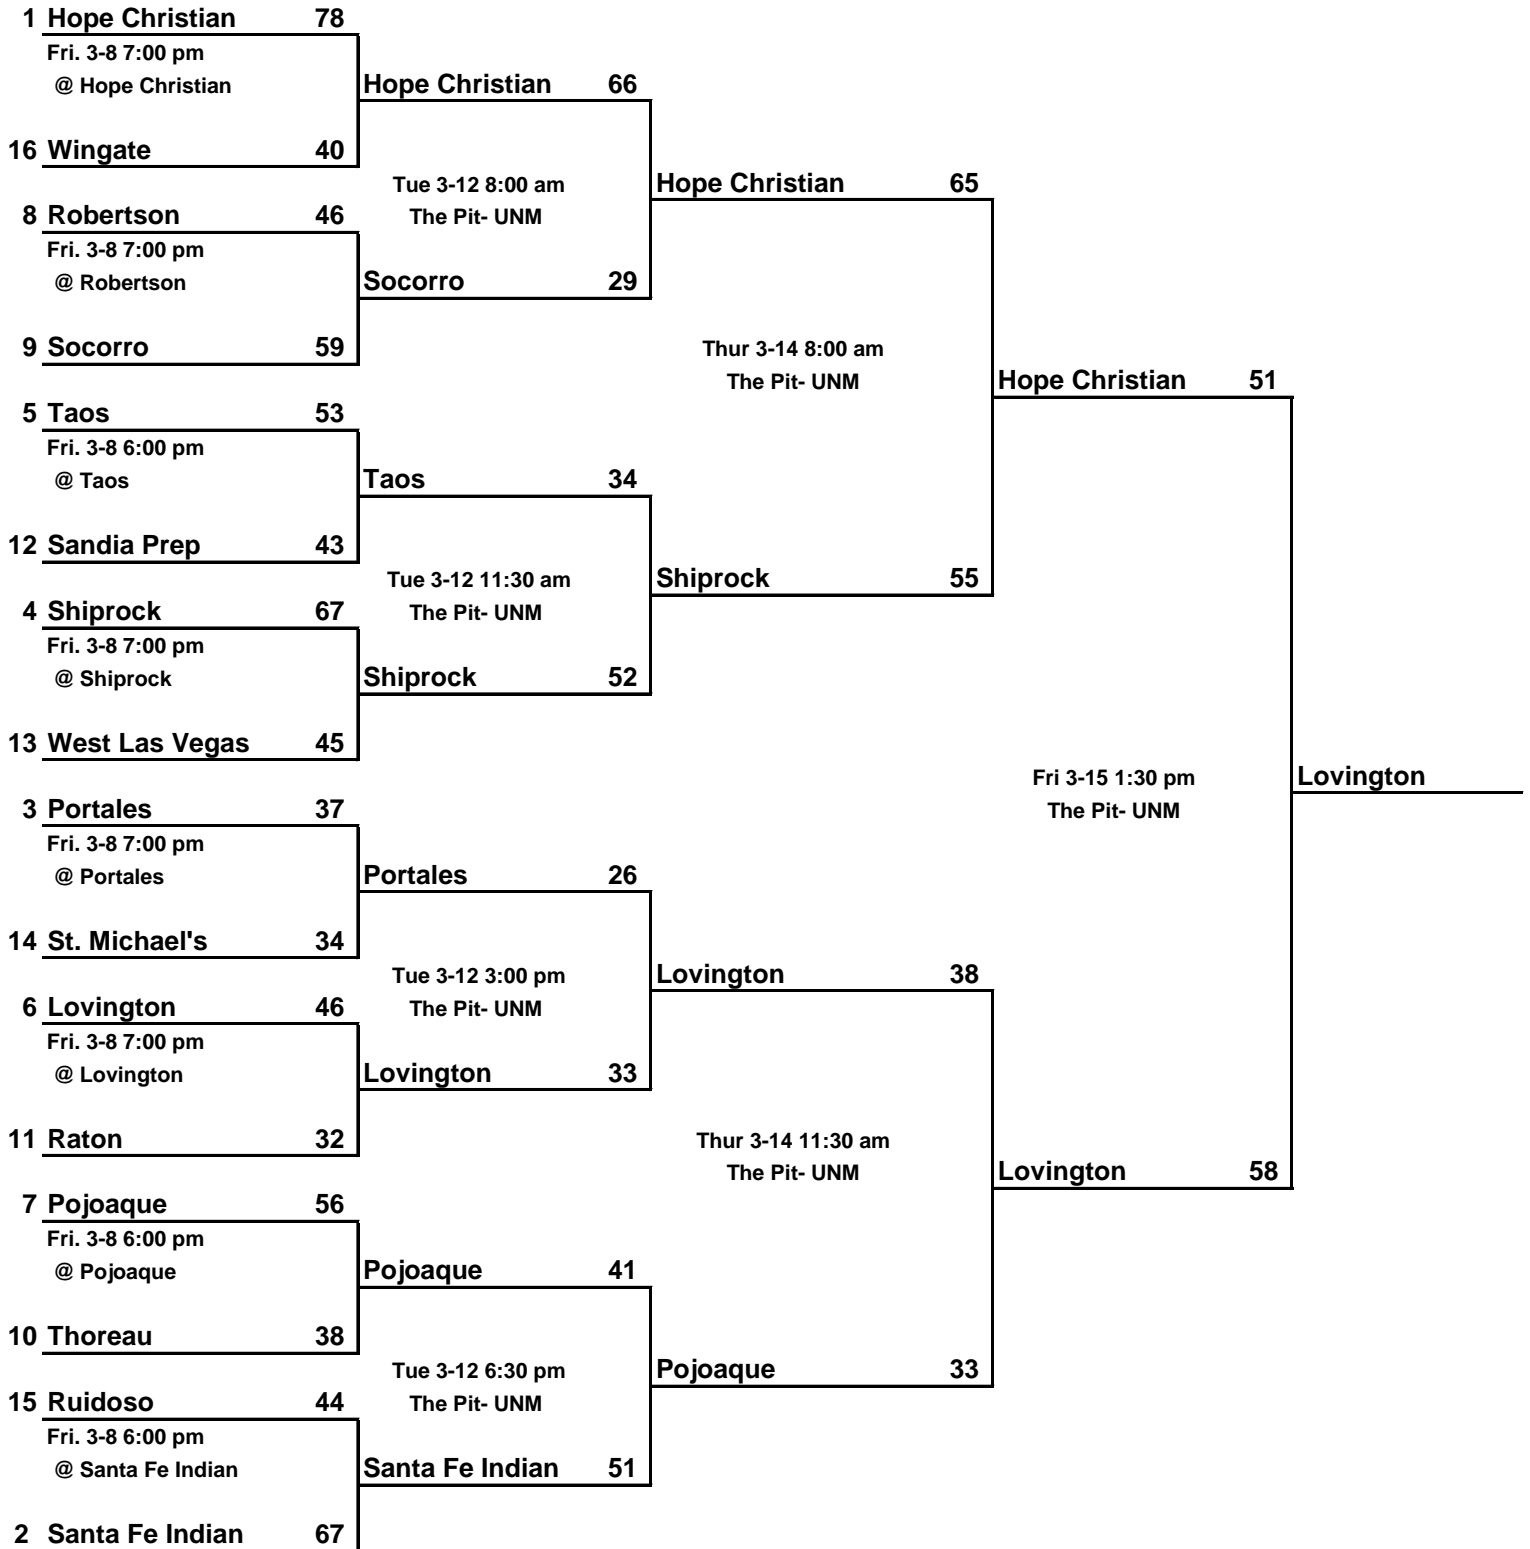 1 Hope Christian 78
Fri. 3-8 7:00 pm
@ Hope Christian
16 Wingate 40
8 Robertson 46
Fri. 3-8 7:00 pm
@ Robertson
9 Socorro 59
5 Taos 53
Fri. 3-8 6:00 pm
@ Taos
12 Sandia Prep 43
4 Shiprock 67
Fri. 3-8 7:00 pm
@ Shiprock
13 West Las Vegas 45
3 Portales 37
Fri. 3-8 7:00 pm
@ Portales
14 St. Michael's 34
6 Lovington 46
Fri. 3-8 7:00 pm
@ Lovington
11 Raton 32
7 Pojoaque 56
Fri. 3-8 6:00 pm
@ Pojoaque
10 Thoreau 38
15 Ruidoso 44
Fri. 3-8 6:00 pm
@ Santa Fe Indian
2 Santa Fe Indian 67
Hope Christian 66
Tue 3-12 8:00 am
The Pit- UNM
Socorro 29
Taos 34
Tue 3-12 11:30 am
The Pit- UNM
Shiprock 52
Portales 26
Tue 3-12 3:00 pm
The Pit- UNM
Lovington 33
Pojoaque 41
Tue 3-12 6:30 pm
The Pit- UNM
Santa Fe Indian 51
Hope Christian 65
Thur 3-14 8:00 am
The Pit- UNM
Shiprock 55
Lovington 38
Thur 3-14 11:30 am
The Pit- UNM
Pojoaque 33
Hope Christian 51
Fri 3-15 1:30 pm
The Pit- UNM
Lovington 58
Lovington